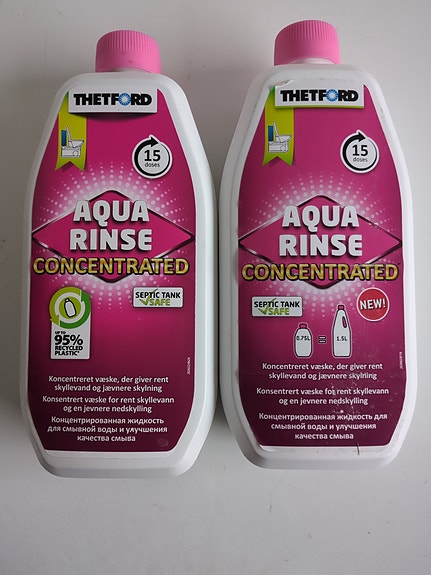 THETFORD
15
doses
AQUA
RINSE
CONCENTRATED
SEPTIC TANK
SAFE
UP TO
95%
RECYCLED
PLASTIC*
Koncentreret væske, der giver rent
skyllevand og jævnere skylning
Konsentrert væske for rent skyllevann
og en jevnere nedskylling
Концентрированная жидкость
для смывной воды и улучшения
качества смыва
THETFORD
15
doses
AQUA
RINSE
CONCENTRATED
SEPTIC TANK
SAFE
NEW!
0.75L = 1.5L
Koncentreret væske, der giver rent
skyllevand og jævnere skylning
Konsentrert væske for rent skyllevann
og en jevnere nedskylling
Концентрированная жидкость для
смывной воды и улучшения
качества смыва